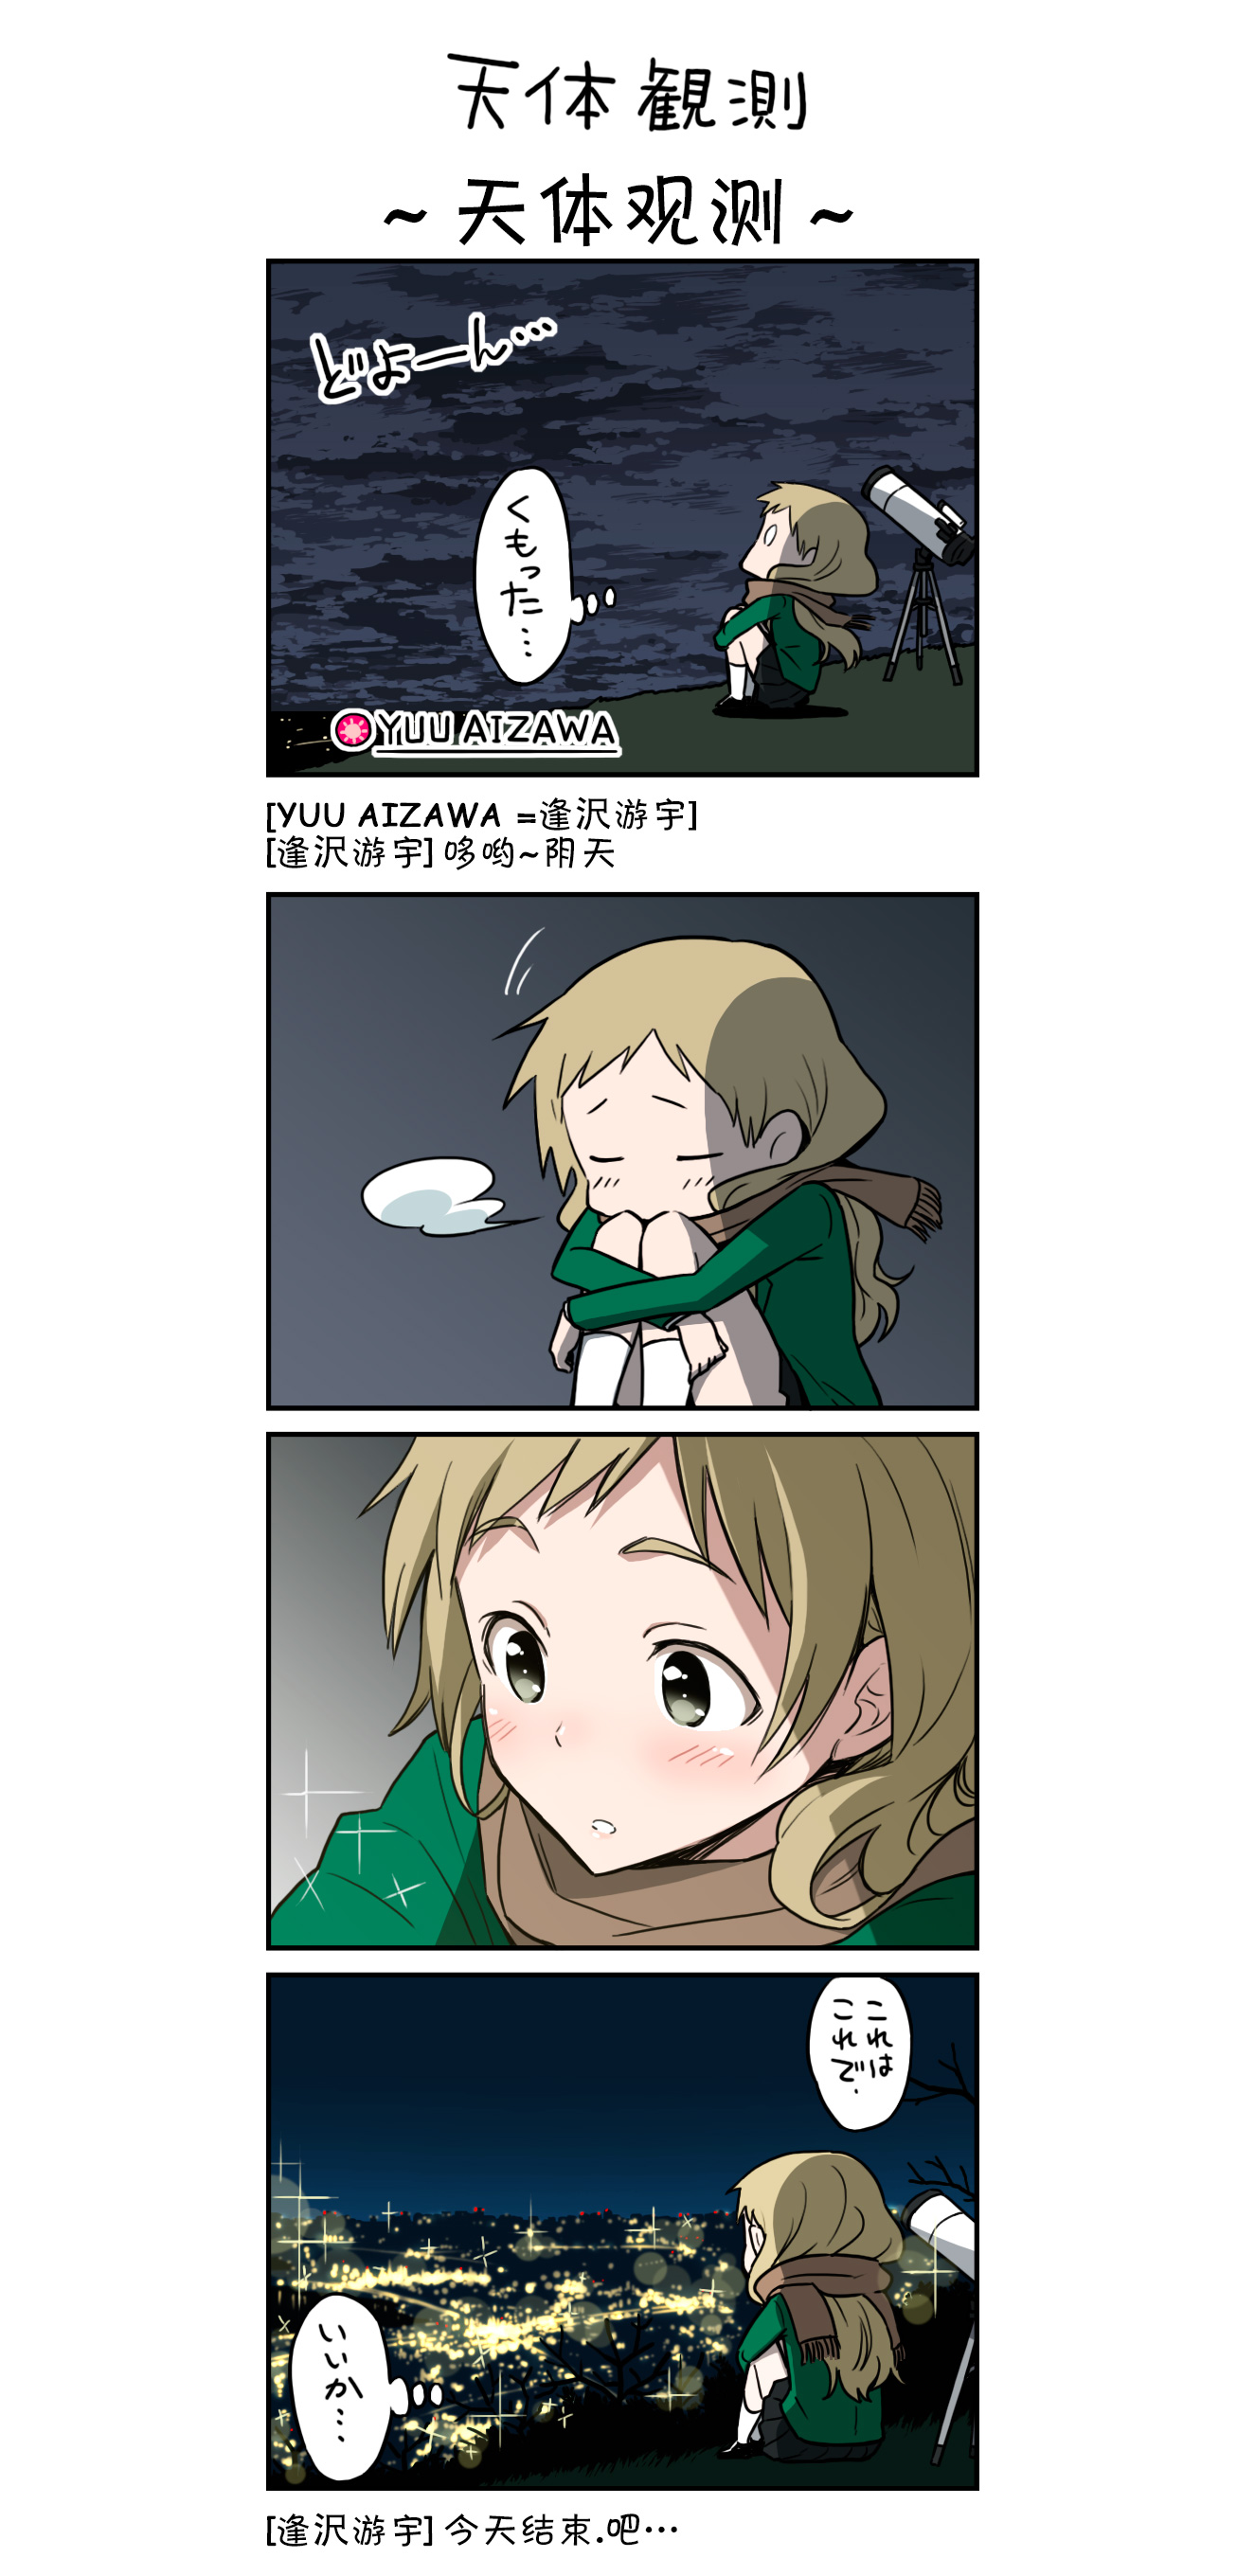 天体観測
~天体观测~
どよーん…
くもった…
YUU AIZAWA
[YUU AIZAWA =逢沢游宇]
[逢沢游宇] 哆哟~阴天
これは
これで.
いいか….
[逢沢游宇] 今天结束.吧…